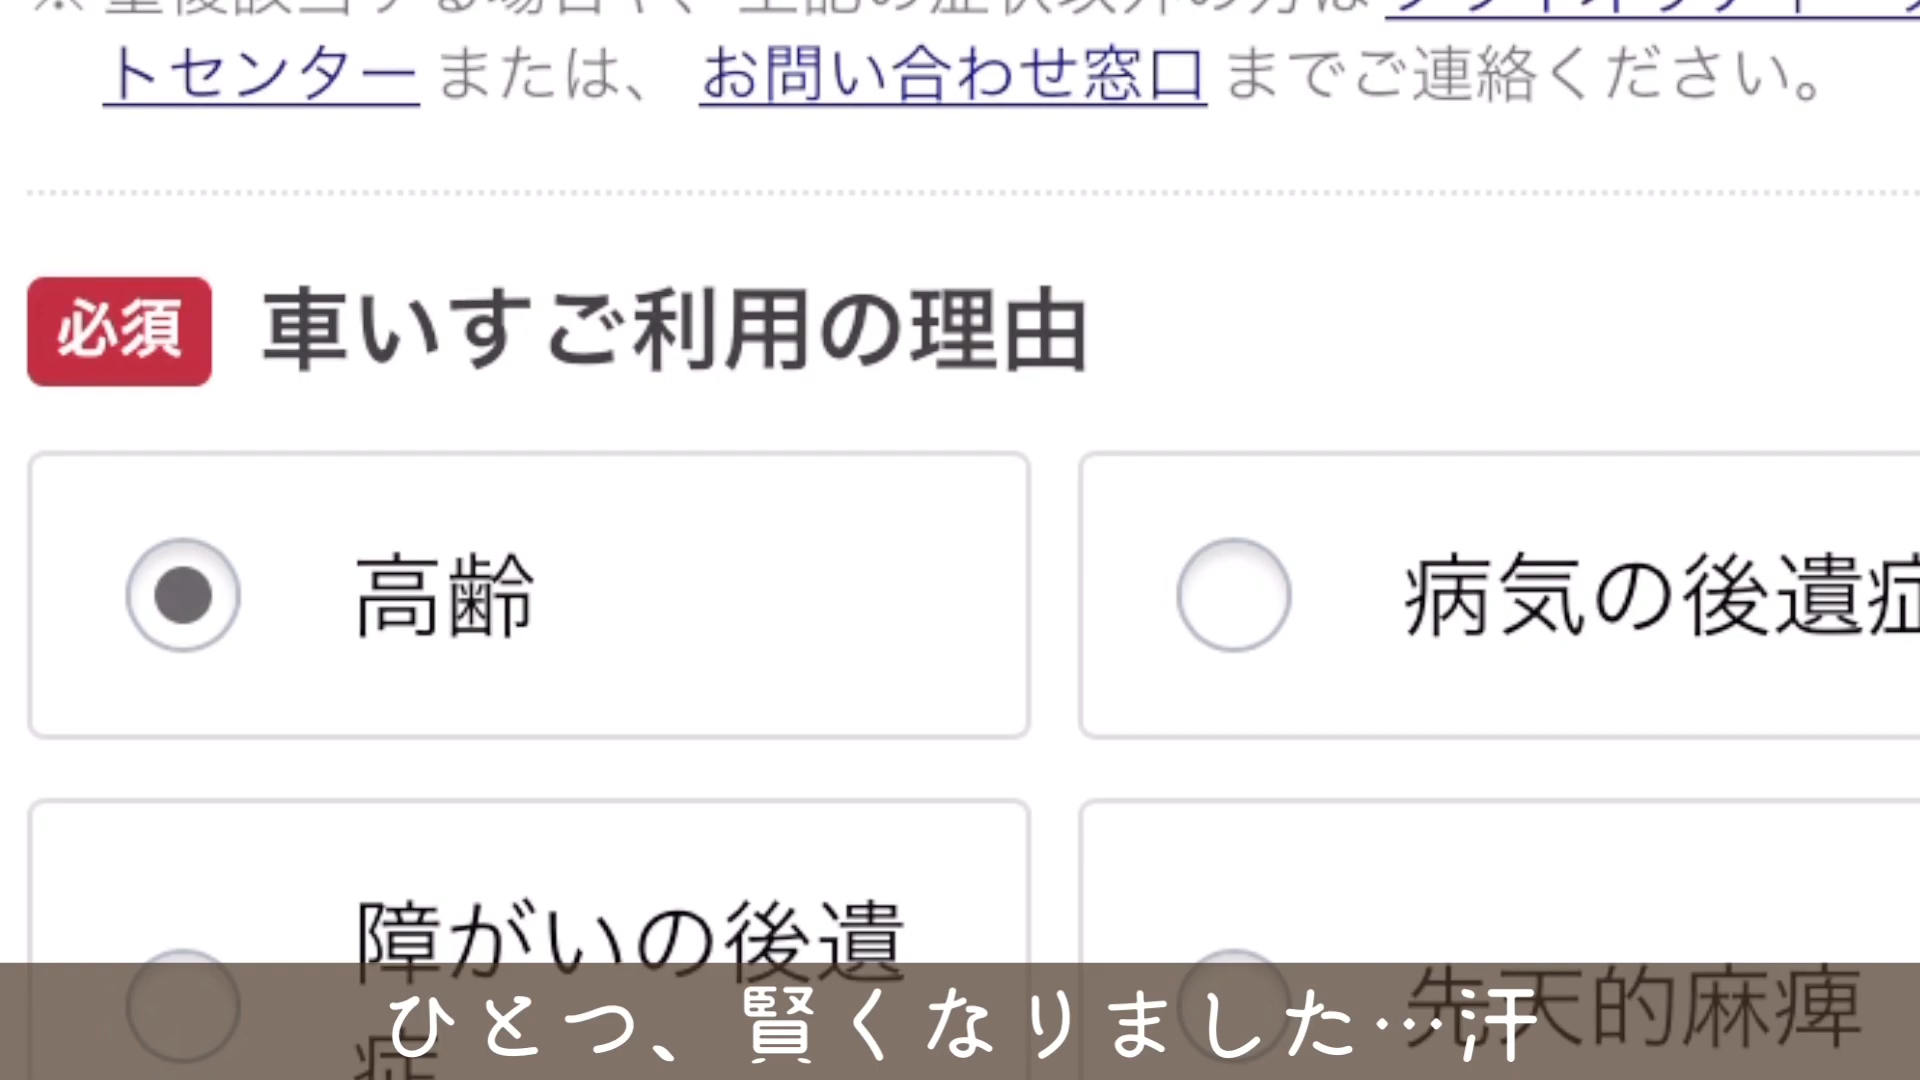 トセンター または、 お問い合わせ窓口 までご連絡ください。
必須 車いすご利用の理由
高齢
病気の後遺症
障がいの後遺
症
先天的麻痺
ひとつ、賢くなりました…汗